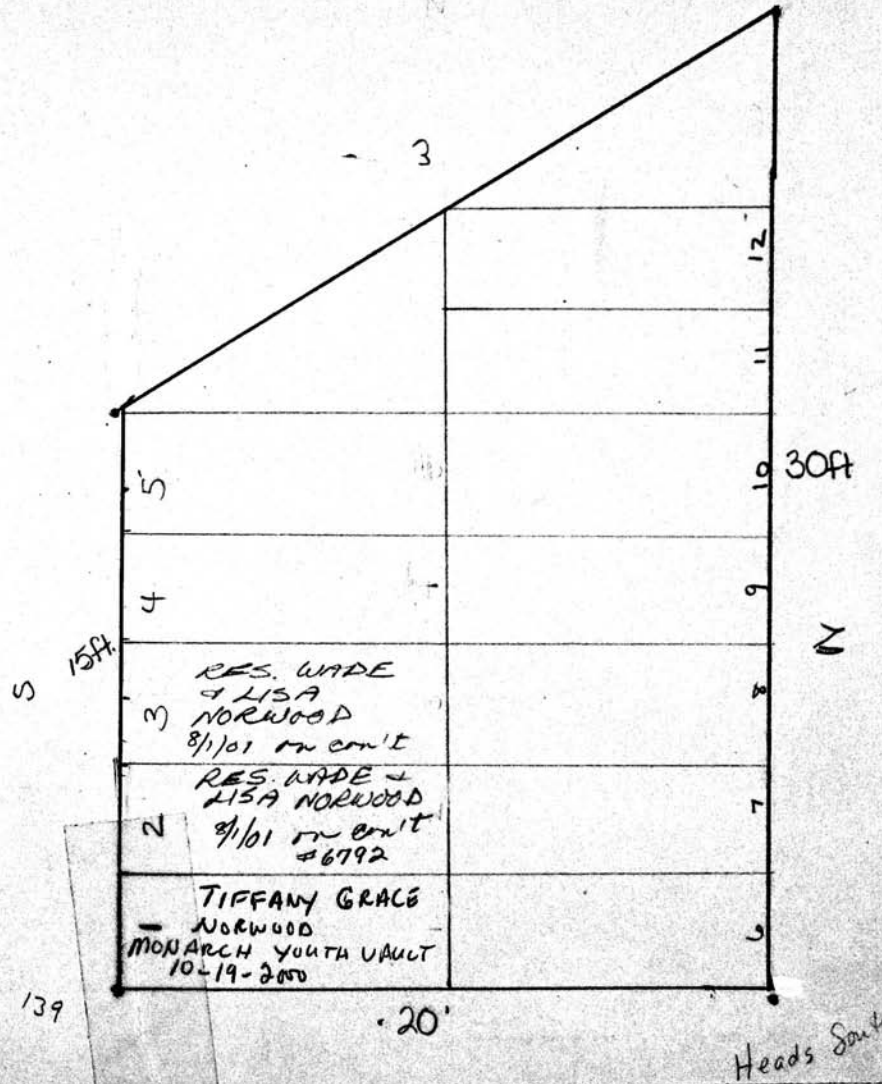 3
12
11
5
10
30ft
4
9
15ft.
N
S
3
RES. WADE
& LISA
NORWOOD
8/1/01 on con't
8
2
RES. WADE &
LISA NORWOOD
8/1/01 on con't
#6792
7
1
TIFFANY GRACE
NORWOOD
MONARCH YOUTH VAULT
10-19-2000
6
139
20'
Heads